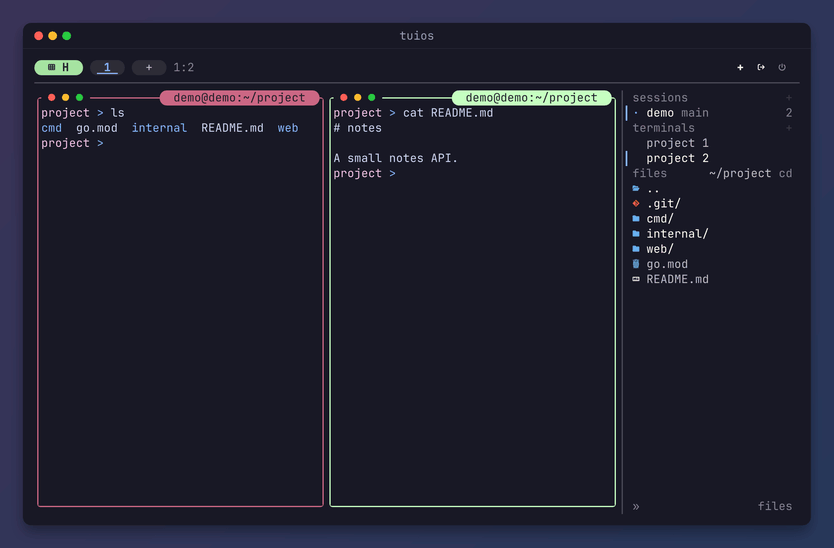 tuios
H 1 + 1:2
demo@demo:~/project
project > ls
cmd go.mod internal README.md web
project >
demo@demo:~/project
project > cat README.md
# notes
A small notes API.
project >
sessions +
demo main 2
terminals +
project 1
project 2
files ~/project cd
..
.git/
cmd/
internal/
web/
go.mod
README.md
» files